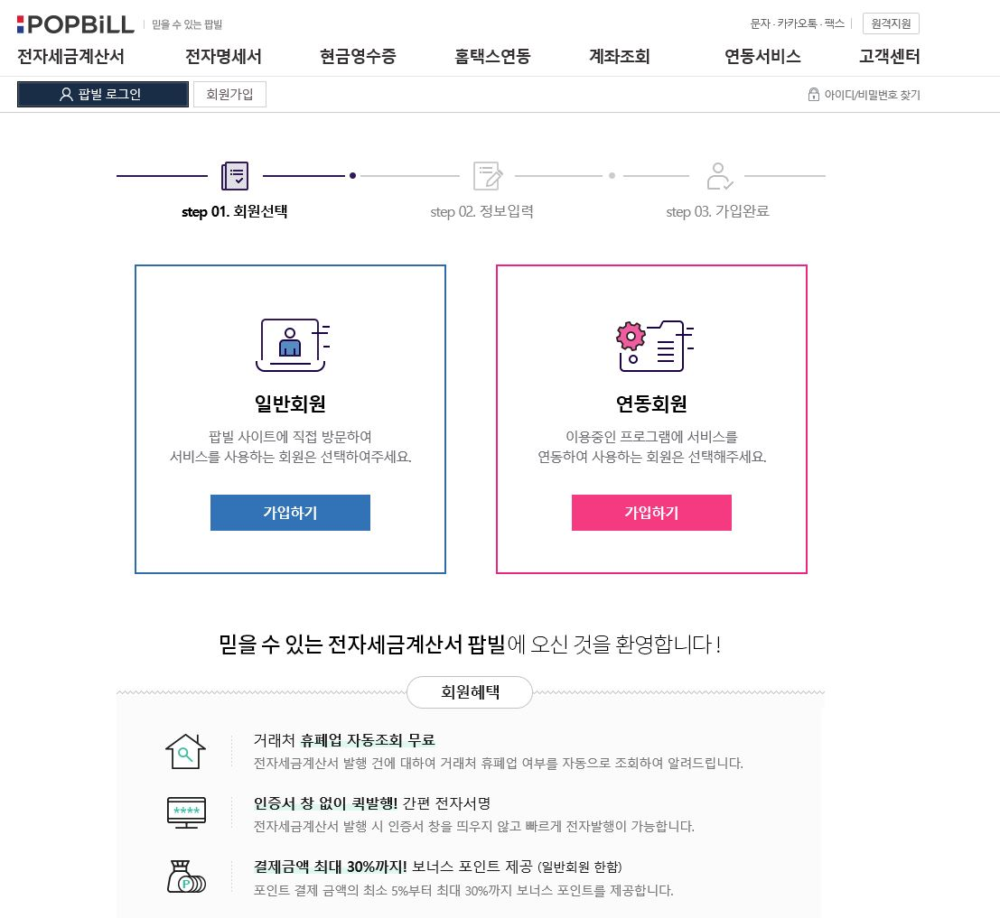 POPBiLL 믿을 수 있는 팝빌
문자 · 카카오톡 · 팩스 원격지원
전자세금계산서 전자명세서 현금영수증 홈택스연동 계좌조회 연동서비스 고객센터
팝빌 로그인 회원가입 아이디/비밀번호 찾기
step 01. 회원선택 step 02. 정보입력 step 03. 가입완료
일반회원
팝빌 사이트에 직접 방문하여
서비스를 사용하는 회원은 선택하여주세요.
가입하기
연동회원
이용중인 프로그램에 서비스를
연동하여 사용하는 회원은 선택해주세요.
가입하기
믿을 수 있는 전자세금계산서 팝빌에 오신 것을 환영합니다 !
회원혜택
거래처 휴폐업 자동조회 무료
전자세금계산서 발행 건에 대하여 거래처 휴폐업 여부를 자동으로 조회하여 알려드립니다.
****
인증서 창 없이 퀵발행! 간편 전자서명
전자세금계산서 발행 시 인증서 창을 띄우지 않고 빠르게 전자발행이 가능합니다.
P
결제금액 최대 30%까지! 보너스 포인트 제공 (일반회원 한함)
포인트 결제 금액의 최소 5%부터 최대 30%까지 보너스 포인트를 제공합니다.